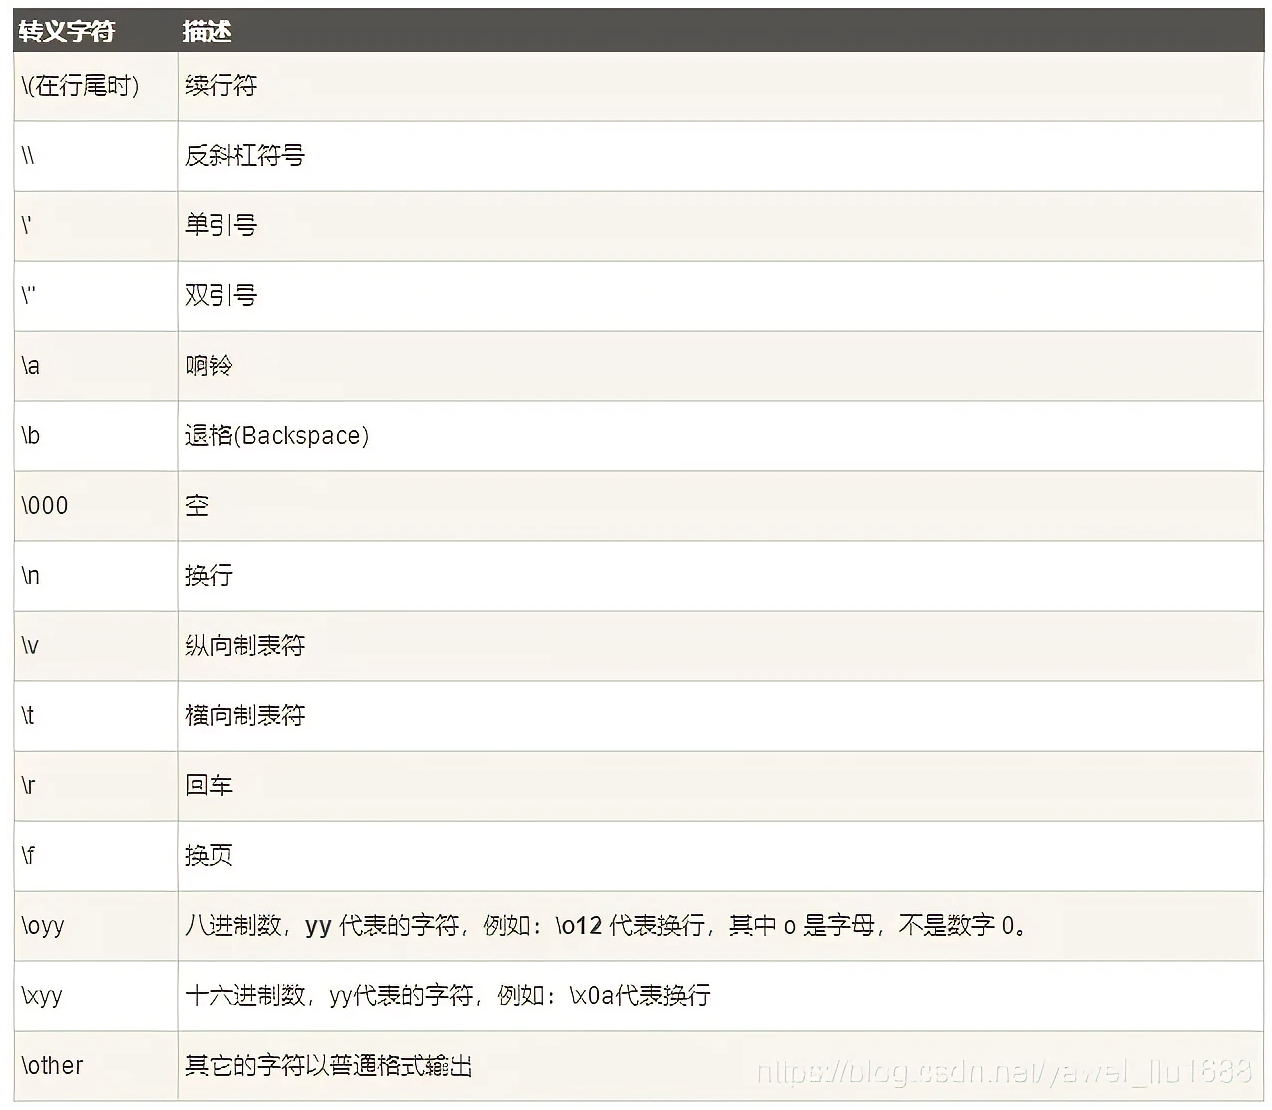 转义字符 描述
\(在行尾时) 续行符
\\ 反斜杠符号
\' 单引号
\" 双引号
\a 响铃
\b 退格(Backspace)
\000 空
\n 换行
\v 纵向制表符
\t 横向制表符
\r 回车
\f 换页
\oyy 八进制数，yy 代表的字符，例如：\o12 代表换行，其中 o 是字母，不是数字 0。
\xyy 十六进制数，yy代表的字符，例如：\x0a代表换行
\other 其它的字符以普通格式输出
https://blog.csdn.net/yawei_liu1688